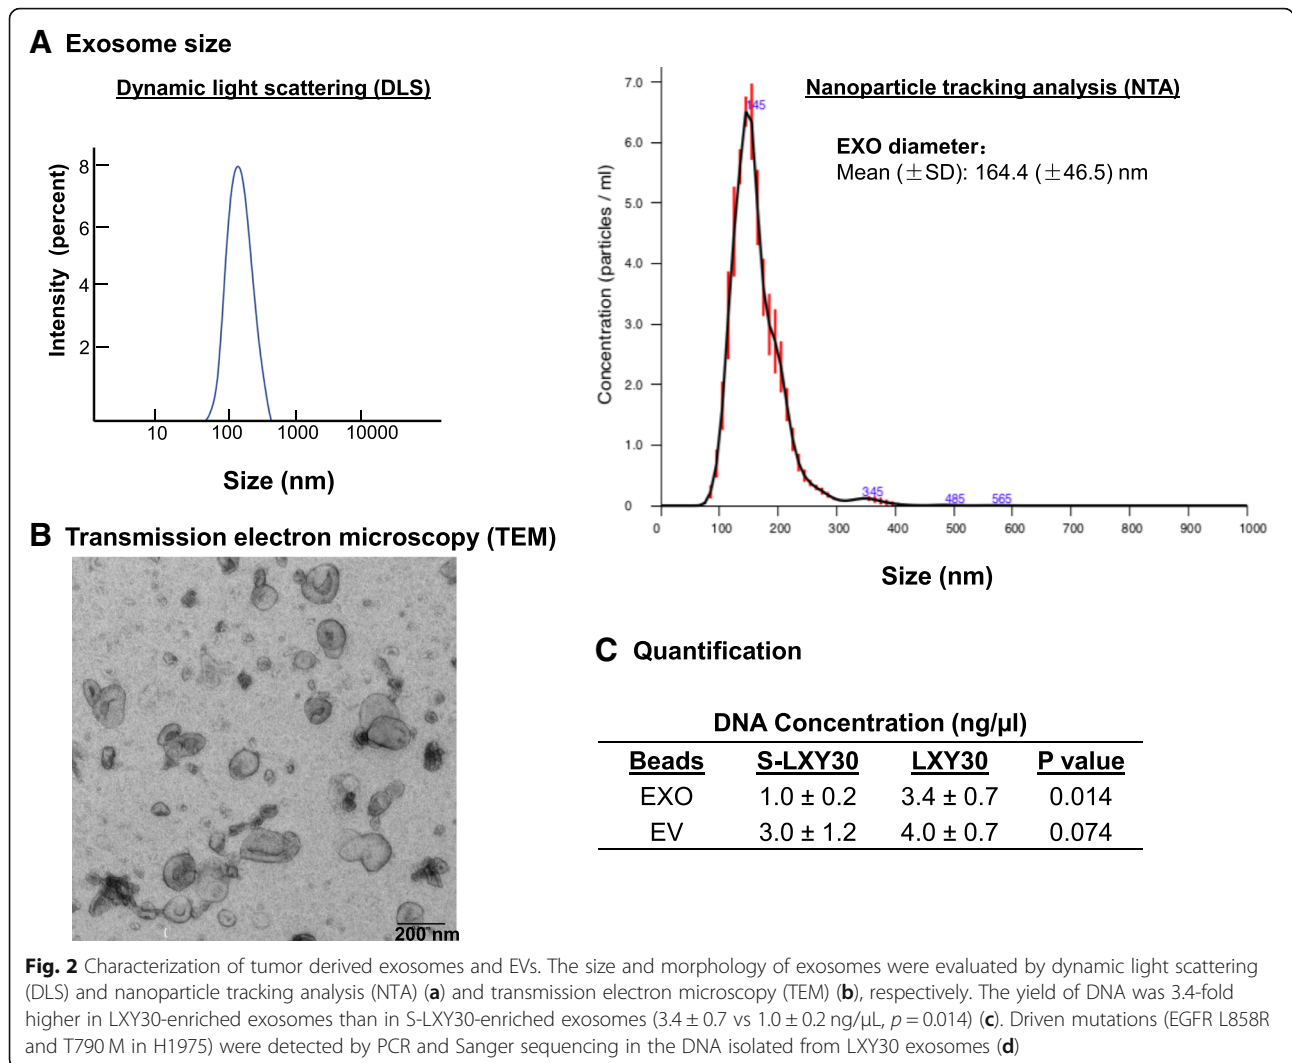 A Exosome size
Dynamic light scattering (DLS)
Intensity (percent)
8
6
4
2
10 100 1000 10000
Size (nm)
Nanoparticle tracking analysis (NTA)
EXO diameter:
Mean (±SD): 164.4 (±46.5) nm
Concentration (particles / ml)
7.0
6.0
5.0
4.0
3.0
2.0
1.0
0
145
345
485
565
0 100 200 300 400 500 600 700 800 900 1000
Size (nm)
B Transmission electron microscopy (TEM)
200 nm
C Quantification
DNA Concentration (ng/µl)
Beads S-LXY30 LXY30 P value
EXO 1.0 ± 0.2 3.4 ± 0.7 0.014
EV 3.0 ± 1.2 4.0 ± 0.7 0.074
Fig. 2 Characterization of tumor derived exosomes and EVs. The size and morphology of exosomes were evaluated by dynamic light scattering
(DLS) and nanoparticle tracking analysis (NTA) (a) and transmission electron microscopy (TEM) (b), respectively. The yield of DNA was 3.4-fold
higher in LXY30-enriched exosomes than in S-LXY30-enriched exosomes (3.4 ± 0.7 vs 1.0 ± 0.2 ng/µL, p = 0.014) (c). Driven mutations (EGFR L858R
and T790 M in H1975) were detected by PCR and Sanger sequencing in the DNA isolated from LXY30 exosomes (d)